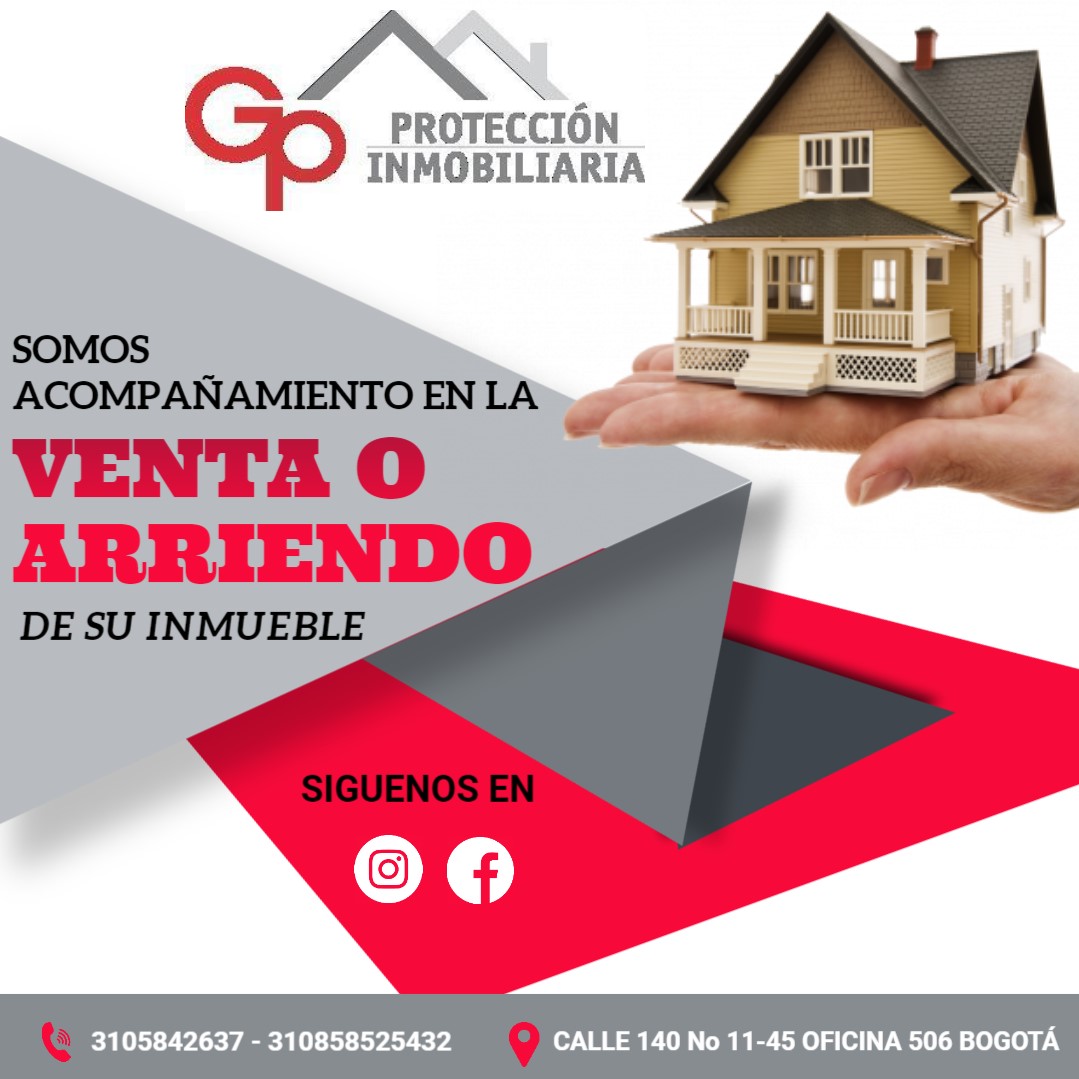 GP
PROTECCIÓN
INMOBILIARIA
SOMOS
ACOMPAÑAMIENTO EN LA
VENTA O
ARRIENDO
DE SU INMUEBLE
SIGUENOS EN
3105842637 - 310858525432
CALLE 140 No 11-45 OFICINA 506 BOGOTÁ